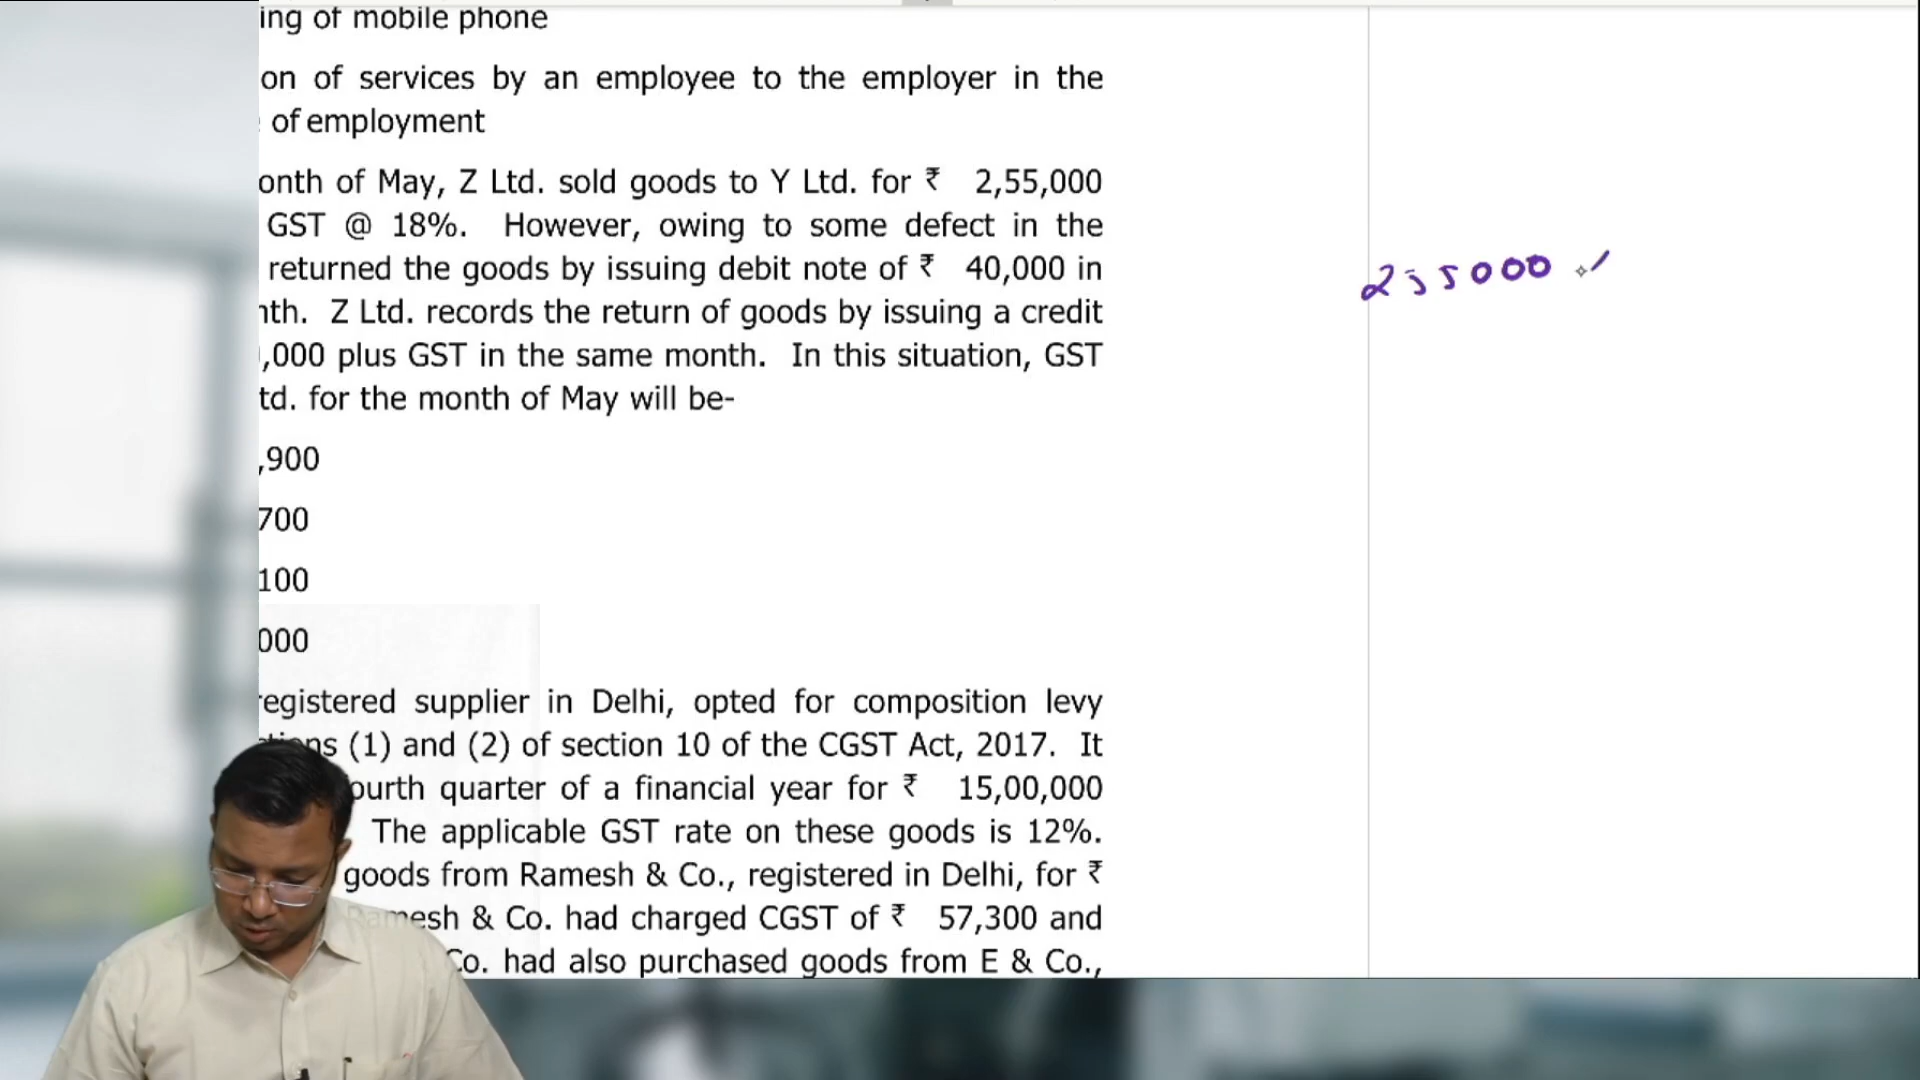 ing of mobile phone
on of services by an employee to the employer in the
of employment
onth of May, Z Ltd. sold goods to Y Ltd. for ₹ 2,55,000
GST @ 18%. However, owing to some defect in the
returned the goods by issuing debit note of ₹ 40,000 in
255000
nth. Z Ltd. records the return of goods by issuing a credit
,000 plus GST in the same month. In this situation, GST
td. for the month of May will be-
,900
700
100
000
registered supplier in Delhi, opted for composition levy
(1) and (2) of section 10 of the CGST Act, 2017. It
ourth quarter of a financial year for ₹ 15,00,000
The applicable GST rate on these goods is 12%.
goods from Ramesh & Co., registered in Delhi, for ₹
Ramesh & Co. had charged CGST of ₹ 57,300 and
Co. had also purchased goods from E & Co.,